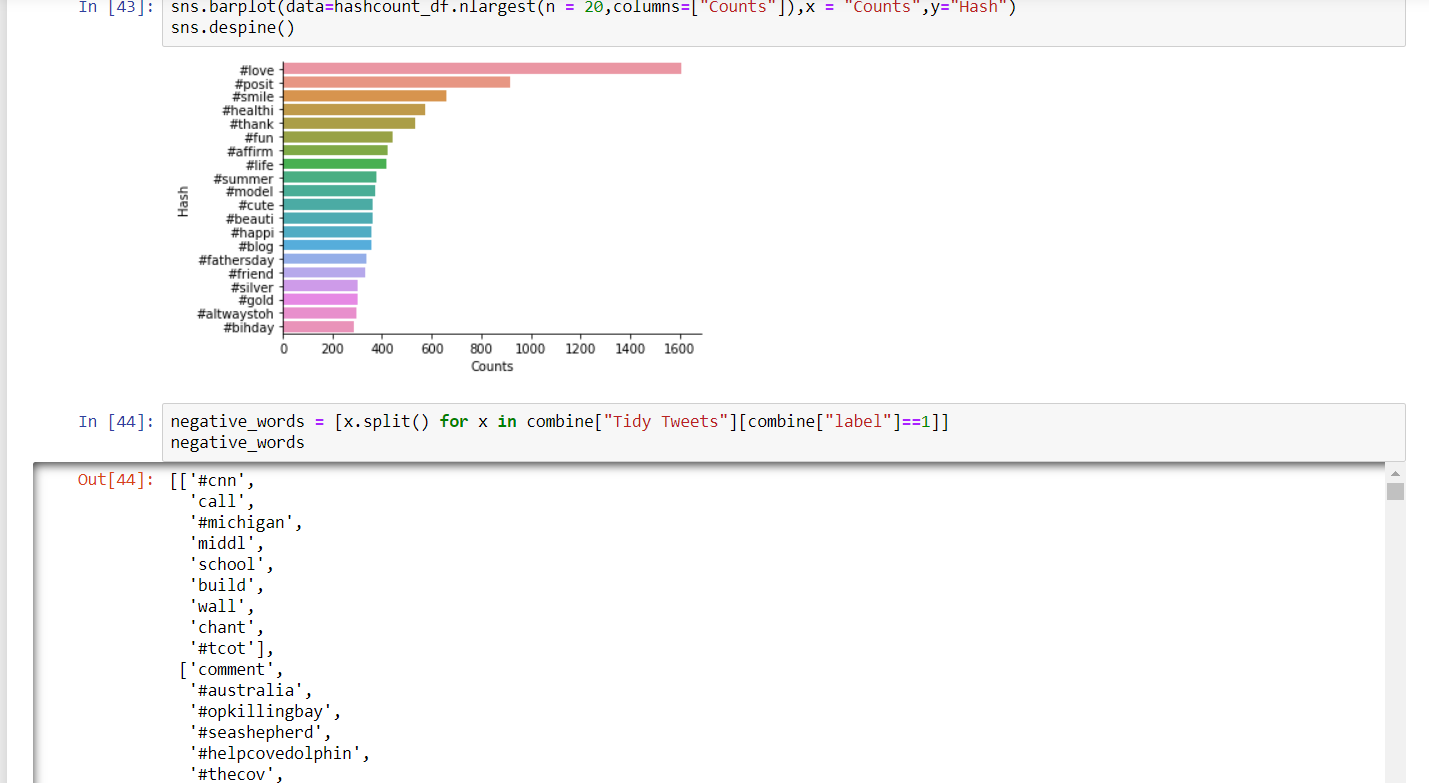 In [43]: sns.barplot(data=hashcount_df.nlargest(n = 20,columns=["Counts"]),x = "Counts",y="Hash")
sns.despine()
#love
#posit
#smile
#healthi
#thank
#fun
#affirm
#life
#summer
#model
#cute
#beauti
#happi
#blog
#fathersday
#friend
#silver
#gold
#altwaystoh
#bihday
Hash
0 200 400 600 800 1000 1200 1400 1600
Counts
In [44]: negative_words = [x.split() for x in combine["Tidy Tweets"][combine["label"]==1]]
negative_words
Out[44]: [['#cnn',
'call',
'#michigan',
'middl',
'school',
'build',
'wall',
'chant',
'#tcot'],
['comment',
'#australia',
'#opkillingbay',
'#seashepherd',
'#helpcovedolphin',
'#thecov',